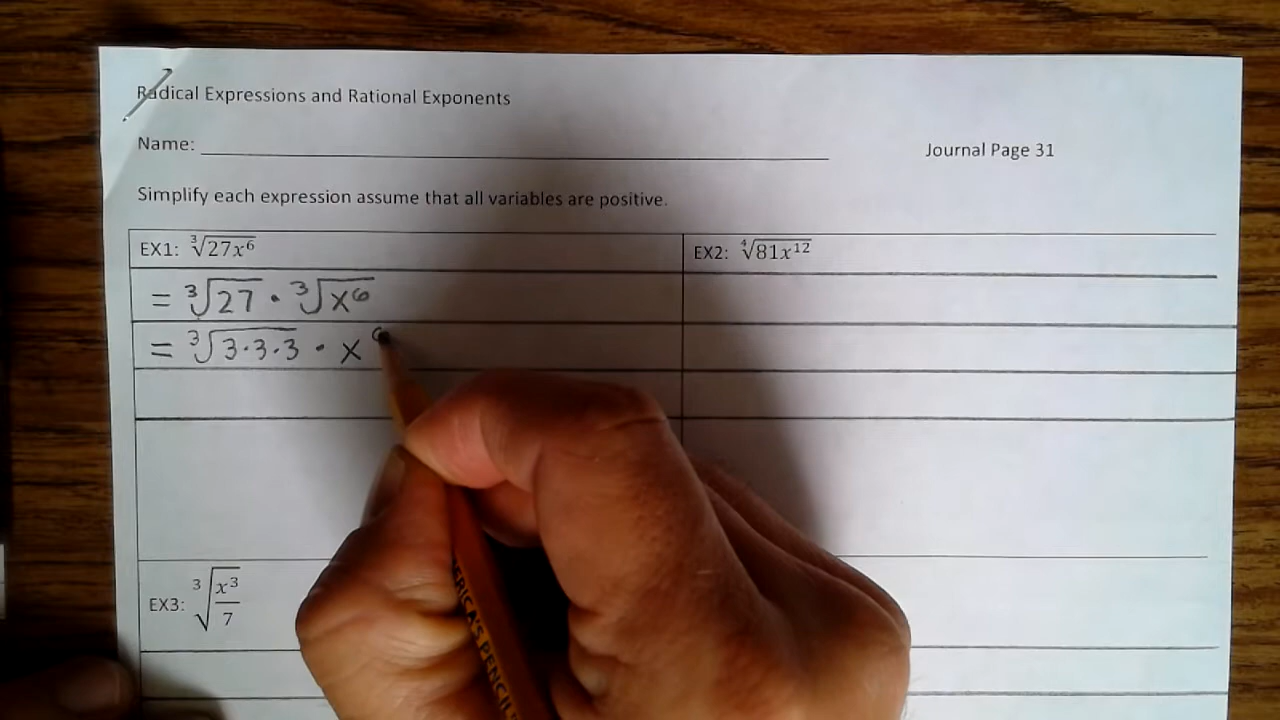 Radical Expressions and Rational Exponents
Name: Journal Page 31
Simplify each expression assume that all variables are positive.
EX1: ∛27x⁶ EX2: ∜81x¹²
= ∛27 · ∛x⁶
= ∛3·3·3 · x
EX3: ∛x³/7